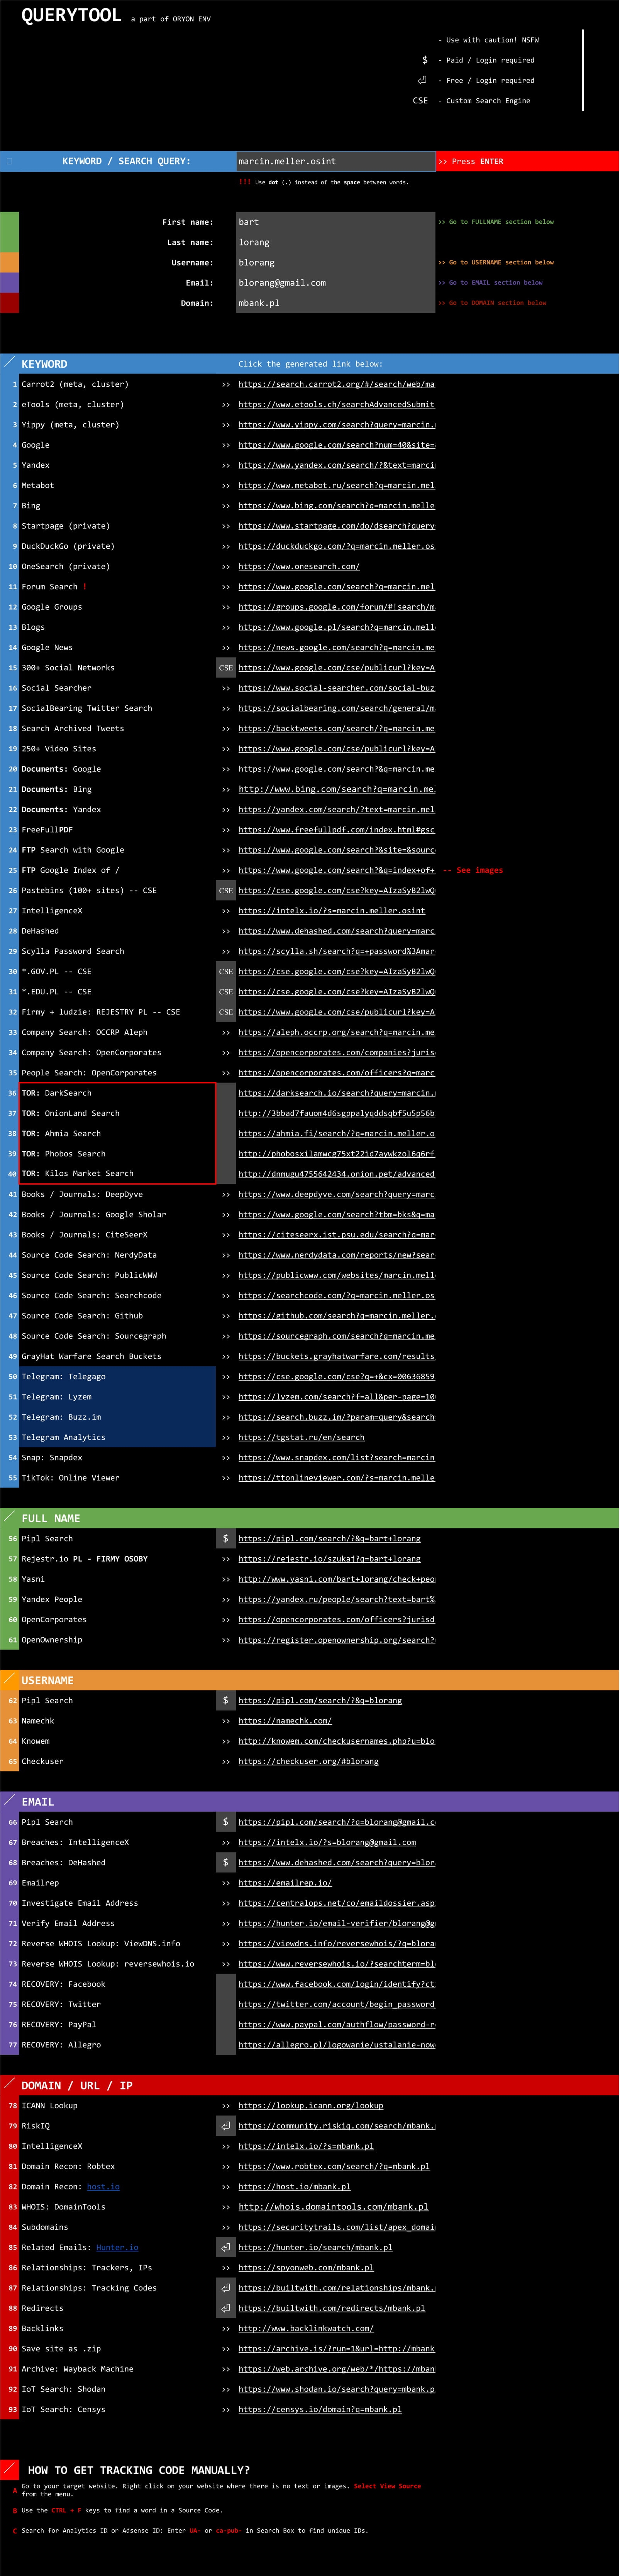 QUERYTOOL a part of ORYON ENV
- Use with caution! NSFW
$ - Paid / Login required
⏎ - Free / Login required
CSE - Custom Search Engine
KEYWORD / SEARCH QUERY: marcin.meller.osint >> Press ENTER
!!! Use dot (.) instead of the space between words.
First name: bart >> Go to FULLNAME section below
Last name: lorang
Username: blorang >> Go to USERNAME section below
Email: blorang@gmail.com >> Go to EMAIL section below
Domain: mbank.pl >> Go to DOMAIN section below
KEYWORD Click the generated link below:
1 Carrot2 (meta, cluster) >> https://search.carrot2.org/#/search/web/ma
2 eTools (meta, cluster) >> https://www.etools.ch/searchAdvancedSubmit
3 Yippy (meta, cluster) >> https://www.yippy.com/search?query=marcin.
4 Google >> https://www.google.com/search?num=40&site=
5 Yandex >> https://www.yandex.com/search/?&text=marci
6 Metabot >> https://www.metabot.ru/search?q=marcin.mel
7 Bing >> https://www.bing.com/search?q=marcin.melle
8 Startpage (private) >> https://www.startpage.com/do/dsearch?query
9 DuckDuckGo (private) >> https://duckduckgo.com/?q=marcin.meller.os
10 OneSearch (private) >> https://www.onesearch.com/
11 Forum Search ! >> https://www.google.com/search?q=marcin.mel
12 Google Groups >> https://groups.google.com/forum/#!search/m
13 Blogs >> https://www.google.pl/search?q=marcin.mell
14 Google News >> https://news.google.com/search?q=marcin.me
15 300+ Social Networks CSE https://www.google.com/cse/publicurl?key=A
16 Social Searcher >> https://www.social-searcher.com/social-buz
17 SocialBearing Twitter Search >> https://socialbearing.com/search/general/m
18 Search Archived Tweets >> https://backtweets.com/search/?q=marcin.me
19 250+ Video Sites >> https://www.google.com/cse/publicurl?key=A
20 Documents: Google >> https://www.google.com/search?&q=marcin.me
21 Documents: Bing >> http://www.bing.com/search?q=marcin.me
22 Documents: Yandex >> https://yandex.com/search/?text=marcin.mel
23 FreeFullPDF >> https://www.freefullpdf.com/index.html#gsc
24 FTP Search with Google >> https://www.google.com/search?&site=&sourc
25 FTP Google Index of / >> https://www.google.com/search?&q=index+of+ -- See images
26 Pastebins (100+ sites) -- CSE CSE https://cse.google.com/cse?key=AIzaSyB2lwQ
27 IntelligenceX >> https://intelx.io/?s=marcin.meller.osint
28 DeHashed >> https://www.dehashed.com/search?query=marc
29 Scylla Password Search >> https://scylla.sh/search?q=+password%3Amar
30 *.GOV.PL -- CSE CSE https://cse.google.com/cse?key=AIzaSyB2lwQ
31 *.EDU.PL -- CSE CSE https://cse.google.com/cse?key=AIzaSyB2lwQ
32 Firmy + ludzie: REJESTRY PL -- CSE CSE https://www.google.com/cse/publicurl?key=A
33 Company Search: OCCRP Aleph >> https://aleph.occrp.org/search?q=marcin.me
34 Company Search: OpenCorporates >> https://opencorporates.com/companies?juris
35 People Search: OpenCorporates >> https://opencorporates.com/officers?q=marc
36 TOR: DarkSearch https://darksearch.io/search?query=marcin.
37 TOR: OnionLand Search http://3bbad7fauom4d6sgppalyqddsqbf5u5p56b
38 TOR: Ahmia Search https://ahmia.fi/search/?q=marcin.meller.o
39 TOR: Phobos Search http://phobosxilamwcg75xt22id7aywkzol6q6rf
40 TOR: Kilos Market Search http://dnmugu4755642434.onion.pet/advanced
41 Books / Journals: DeepDyve >> https://www.deepdyve.com/search?query=marc
42 Books / Journals: Google Sholar >> https://www.google.com/search?tbm=bks&q=ma
43 Books / Journals: CiteSeerX >> https://citeseerx.ist.psu.edu/search?q=mar
44 Source Code Search: NerdyData >> https://www.nerdydata.com/reports/new?sear
45 Source Code Search: PublicWWW >> https://publicwww.com/websites/marcin.mell
46 Source Code Search: Searchcode >> https://searchcode.com/?q=marcin.meller.os
47 Source Code Search: Github >> https://github.com/search?q=marcin.meller.
48 Source Code Search: Sourcegraph >> https://sourcegraph.com/search?q=marcin.me
49 GrayHat Warfare Search Buckets >> https://buckets.grayhatwarfare.com/results
50 Telegram: Telegago >> https://cse.google.com/cse?q=+&cx=00636859
51 Telegram: Lyzem >> https://lyzem.com/search?f=all&per-page=10
52 Telegram: Buzz.im >> https://search.buzz.im/?param=query&search
53 Telegram Analytics >> https://tgstat.ru/en/search
54 Snap: Snapdex >> https://www.snapdex.com/list?search=marcin
55 TikTok: Online Viewer >> https://ttonlineviewer.com/?s=marcin.melle
FULL NAME
56 Pipl Search $ https://pipl.com/search/?&q=bart+lorang
57 Rejestr.io PL - FIRMY OSOBY >> https://rejestr.io/szukaj?q=bart+lorang
58 Yasni >> http://www.yasni.com/bart+lorang/check+peo
59 Yandex People >> https://yandex.ru/people/search?text=bart%
60 OpenCorporates >> https://opencorporates.com/officers?jurisd
61 OpenOwnership >> https://register.openownership.org/search?
USERNAME
62 Pipl Search $ https://pipl.com/search/?&q=blorang
63 Namechk >> https://namechk.com/
64 Knowem >> http://knowem.com/checkusernames.php?u=blo
65 Checkuser >> https://checkuser.org/#blorang
EMAIL
66 Pipl Search $ https://pipl.com/search/?q=blorang@gmail.c
67 Breaches: IntelligenceX >> https://intelx.io/?s=blorang@gmail.com
68 Breaches: DeHashed $ https://www.dehashed.com/search?query=blor
69 Emailrep >> https://emailrep.io/
70 Investigate Email Address >> https://centralops.net/co/emaildossier.asp
71 Verify Email Address >> https://hunter.io/email-verifier/blorang@g
72 Reverse WHOIS Lookup: ViewDNS.info >> https://viewdns.info/reversewhois/?q=blora
73 Reverse WHOIS Lookup: reversewhois.io >> https://www.reversewhois.io/?searchterm=bl
74 RECOVERY: Facebook https://www.facebook.com/login/identify?ct
75 RECOVERY: Twitter https://twitter.com/account/begin_password
76 RECOVERY: PayPal https://www.paypal.com/authflow/password-r
77 RECOVERY: Allegro https://allegro.pl/logowanie/ustalanie-now
DOMAIN / URL / IP
78 ICANN Lookup >> https://lookup.icann.org/lookup
79 RiskIQ ⏎ https://community.riskiq.com/search/mbank.
80 IntelligenceX >> https://intelx.io/?s=mbank.pl
81 Domain Recon: Robtex >> https://www.robtex.com/search/?q=mbank.pl
82 Domain Recon: host.io >> https://host.io/mbank.pl
83 WHOIS: DomainTools >> http://whois.domaintools.com/mbank.pl
84 Subdomains >> https://securitytrails.com/list/apex_domai
85 Related Emails: Hunter.io ⏎ https://hunter.io/search/mbank.pl
86 Relationships: Trackers, IPs >> https://spyonweb.com/mbank.pl
87 Relationships: Tracking Codes ⏎ https://builtwith.com/relationships/mbank.
88 Redirects ⏎ https://builtwith.com/redirects/mbank.pl
89 Backlinks >> http://www.backlinkwatch.com/
90 Save site as .zip >> https://archive.is/?run=1&url=http://mbank
91 Archive: Wayback Machine >> https://web.archive.org/web/*/https://mban
92 IoT Search: Shodan >> https://www.shodan.io/search?query=mbank.p
93 IoT Search: Censys >> https://censys.io/domain?q=mbank.pl
HOW TO GET TRACKING CODE MANUALLY?
A Go to your target website. Right click on your website where there is no text or images. Select View Source
from the menu.
B Use the CTRL + F keys to find a word in a Source Code.
C Search for Analytics ID or Adsense ID: Enter UA- or ca-pub- in Search Box to find unique IDs.